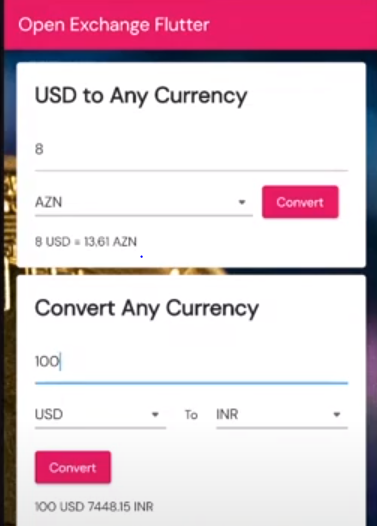 Open Exchange Flutter
USD to Any Currency
8
AZN
Convert
8 USD = 13.61 AZN
Convert Any Currency
100
USD To INR
Convert
100 USD 7448.15 INR